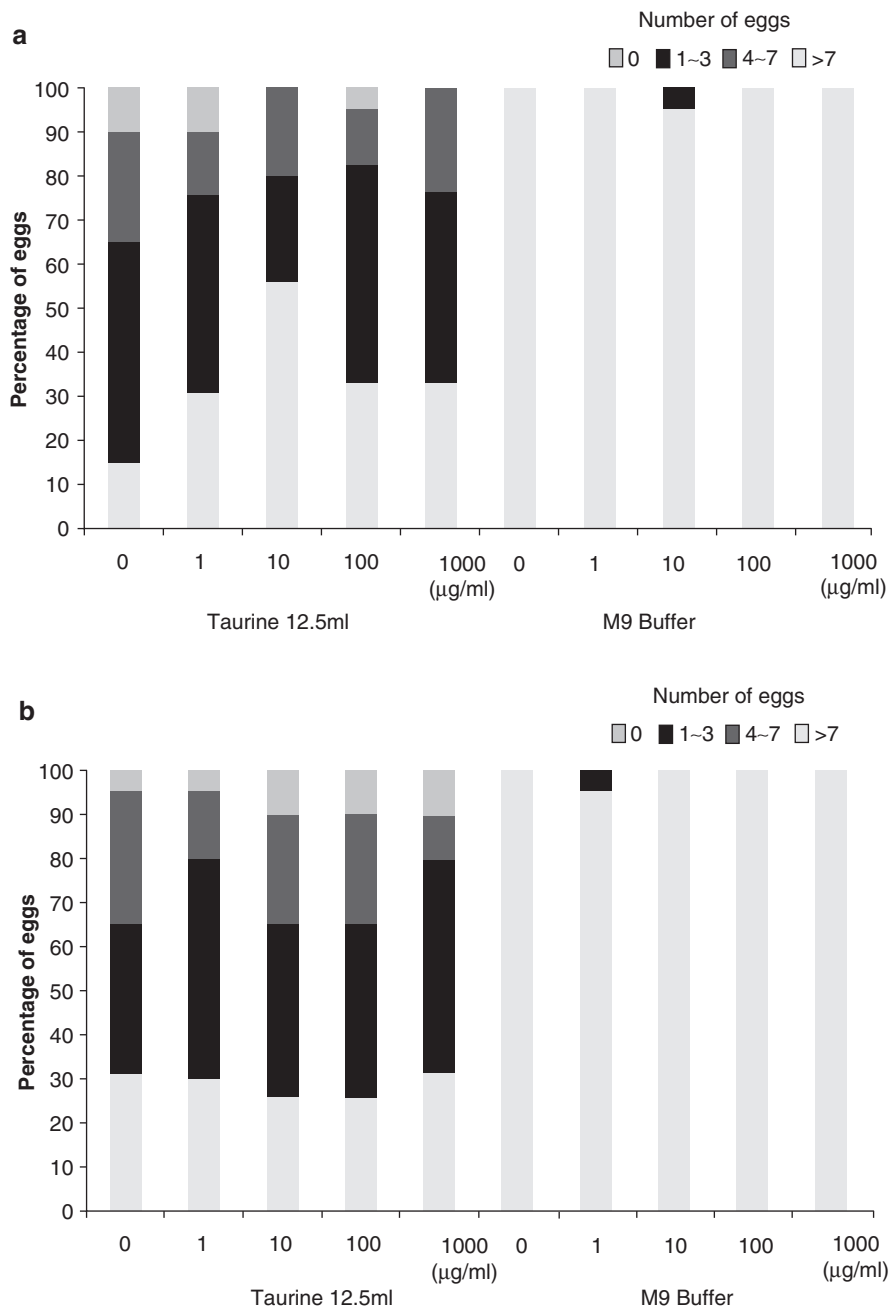 a
Number of eggs
0 1~3 4~7 >7
Percentage of eggs
100
90
80
70
60
50
40
30
20
10
0
0 1 10 100 1000 0 1 10 100 1000
(μg/ml) (μg/ml)
Taurine 12.5ml M9 Buffer
b
Number of eggs
0 1~3 4~7 >7
Percentage of eggs
100
90
80
70
60
50
40
30
20
10
0
0 1 10 100 1000 0 1 10 100 1000
(μg/ml) (μg/ml)
Taurine 12.5ml M9 Buffer